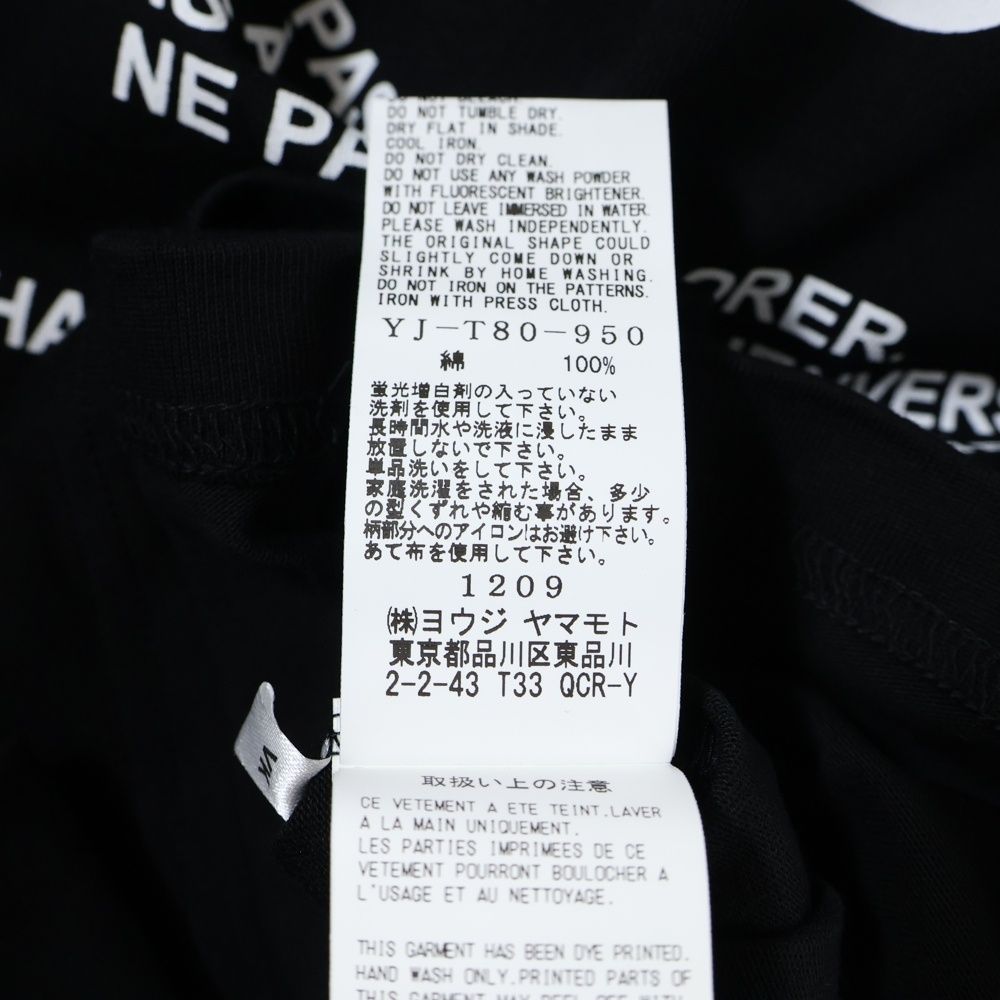 NE PA
PAS
HA
ORER.
VERS
DO NOT BLEACH.
DO NOT TUMBLE DRY.
DRY FLAT IN SHADE.
COOL IRON.
DO NOT DRY CLEAN.
DO NOT USE ANY WASH POWDER
WITH FLUORESCENT BRIGHTENER.
DO NOT LEAVE IMMERSED IN WATER.
PLEASE WASH INDEPENDENTLY.
THE ORIGINAL SHAPE COULD
SLIGHTLY COME DOWN OR
SHRINK BY HOME WASHING.
DO NOT IRON ON THE PATTERNS.
IRON WITH PRESS CLOTH.
YJ-T80-950
綿 100%
蛍光増白剤の入っていない
洗剤を使用して下さい。
長時間水や洗液に浸したまま
放置しないで下さい。
単品洗いをして下さい。
家庭洗濯をされた場合、多少
の型くずれや縮む事があります。
柄部分へのアイロンはお避け下さい。
あて布を使用して下さい。
1209
㈱ヨウジ ヤマモト
東京都品川区東品川
2-2-43 T33 QCR-Y
取扱い上の注意
CE VETEMENT A ETE TEINT.LAVER
A LA MAIN UNIQUEMENT.
LES PARTIES IMPRIMEES DE CE
VETEMENT POURRONT BOULOCHER A
L'USAGE ET AU NETTOYAGE.
THIS GARMENT HAS BEEN DYE PRINTED.
HAND WASH ONLY.PRINTED PARTS OF
THIS GARMENT MAY PEEL OFF WITH